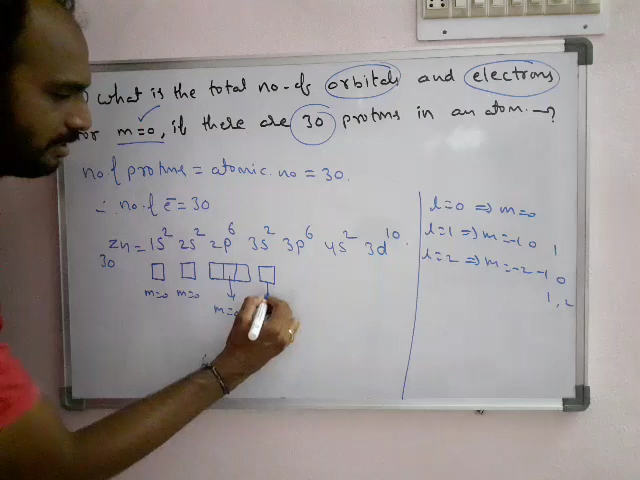 what is the total no. of orbitals and electrons
for m=0, if there are 30 protons in an atom. →?
no. of protons = atomic. no = 30.
∴ no. of e̅ = 30
30Zn = 1s² 2s² 2p⁶ 3s² 3p⁶ 4s² 3d¹⁰.
m=0 m=0
m=0
l=0 ⇒ m=0
l=1 ⇒ m=-1 0 1
l=2 ⇒ m=-2 -1 0
1, 2